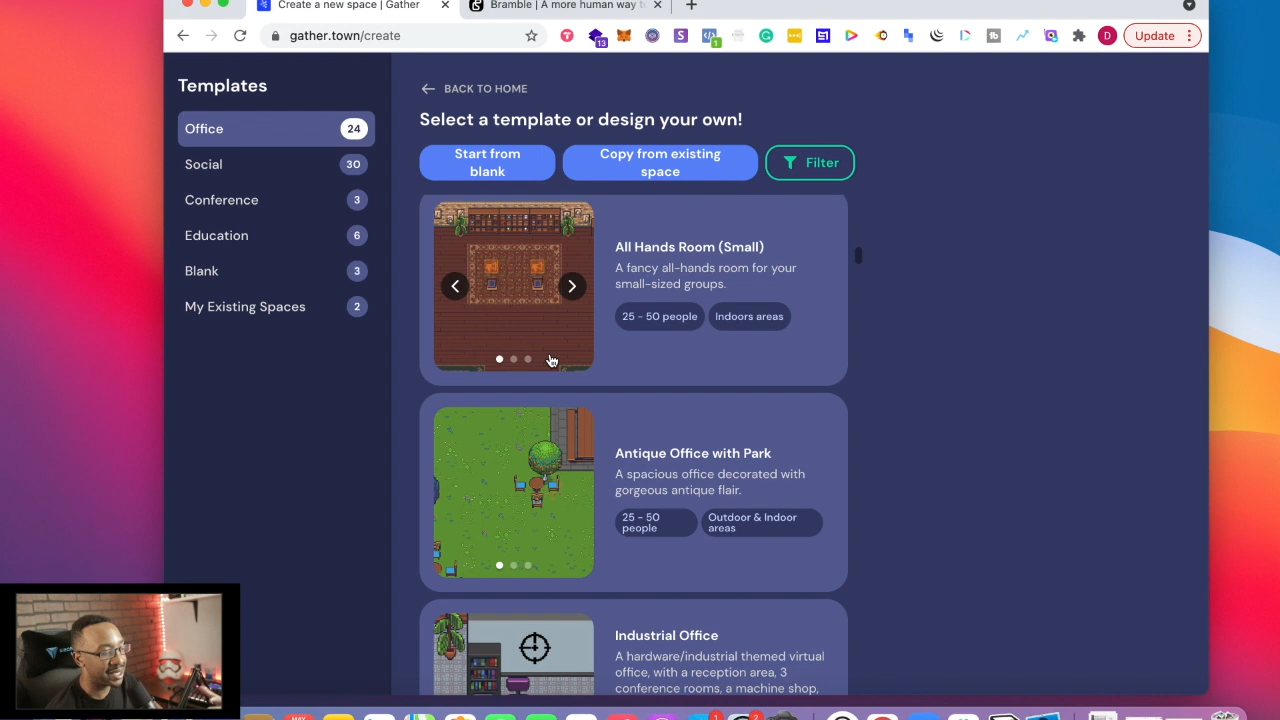 Create a new space | Gather
Bramble | A more human way to
gather.town/create
13
1
D
Update
Templates
Office
24
Social
30
Conference
3
Education
6
Blank
3
My Existing Spaces
2
BACK TO HOME
Select a template or design your own!
Start from
blank
Copy from existing
space
Filter
All Hands Room (Small)
A fancy all-hands room for your
small-sized groups.
25 - 50 people
Indoors areas
Antique Office with Park
A spacious office decorated with
gorgeous antique flair.
25 - 50
people
Outdoor & Indoor
areas
Industrial Office
A hardware/industrial themed virtual
office, with a reception area, 3
conference rooms, a machine shop,